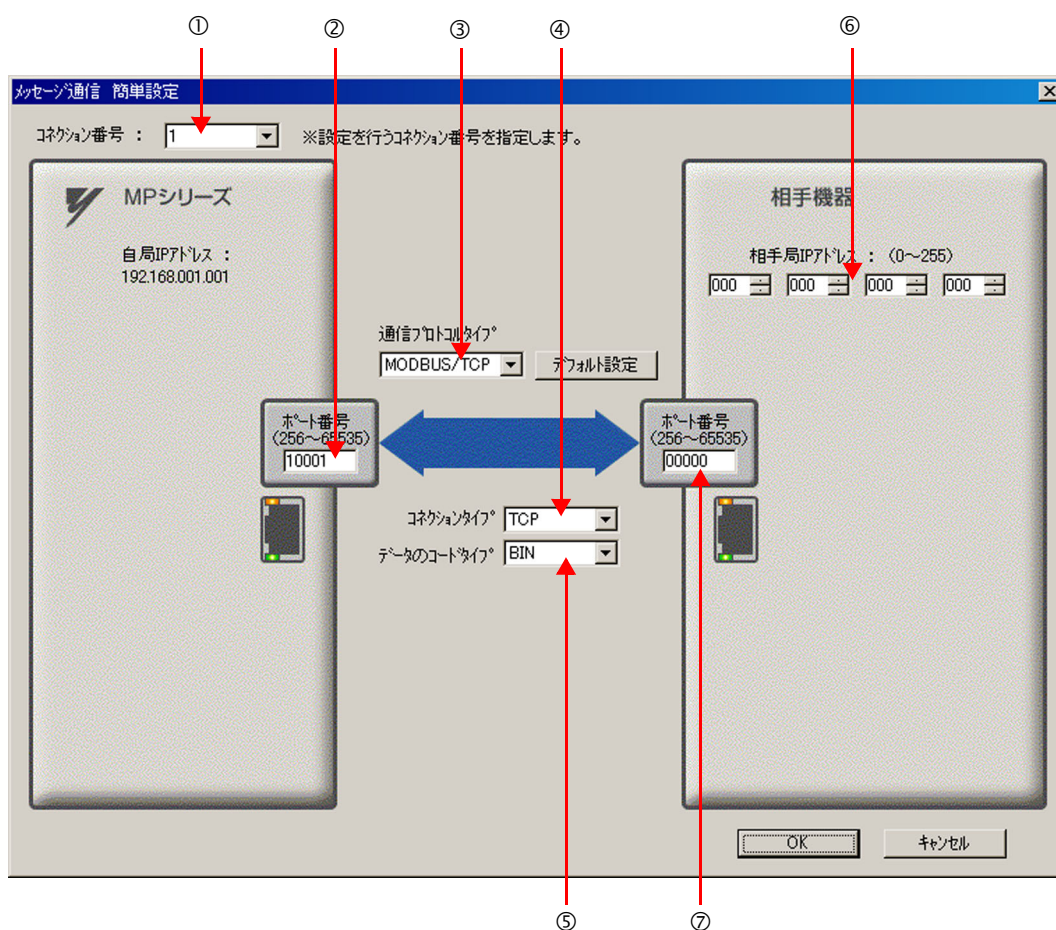 ① ② ③ ④ ⑥
メッセージ通信 簡単設定
コネクション番号 : 1 ※設定を行うコネクション番号を指定します。
MPシリーズ
自局IPアドレス :
192.168.001.001
相手機器
相手局IPアドレス : (0~255)
000 000 000 000
通信プロトコルタイプ
MODBUS/TCP デフォルト設定
ポート番号
(256~65535)
10001
ポート番号
(256~65535)
00000
コネクションタイプ TCP
データのコードタイプ BIN
OK キャンセル
⑤ ⑦